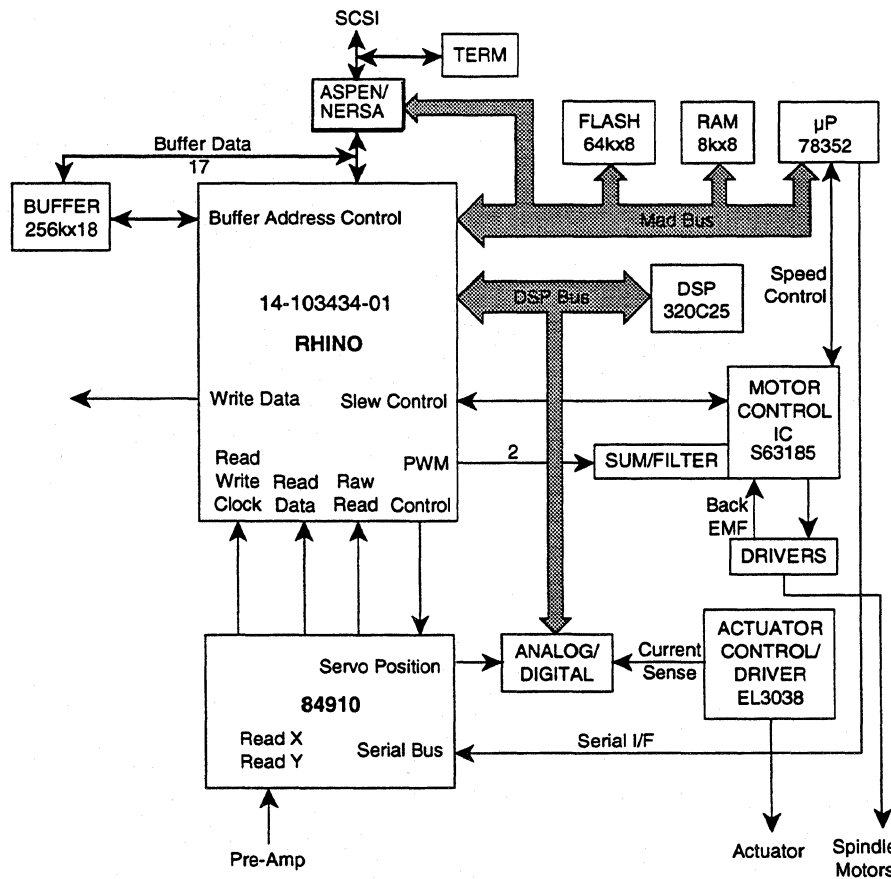 SCSI
TERM
ASPEN/
NERSA
Buffer Data
17
FLASH
64kx8
RAM
8kx8
µP
78352
BUFFER
256kx18
Buffer Address Control
Mad Bus
14-103434-01
RHINO
DSP Bus
DSP
320C25
Speed
Control
Write Data
Slew Control
MOTOR
CONTROL
IC
S63185
Read
Write
Clock
Read
Data
Raw
Read
PWM
Control
2
SUM/FILTER
Back
EMF
DRIVERS
Servo Position
84910
Read X
Read Y
Serial Bus
ANALOG/
DIGITAL
Current
Sense
ACTUATOR
CONTROL/
DRIVER
EL3038
Serial I/F
Pre-Amp
Actuator
Spindle
Motors